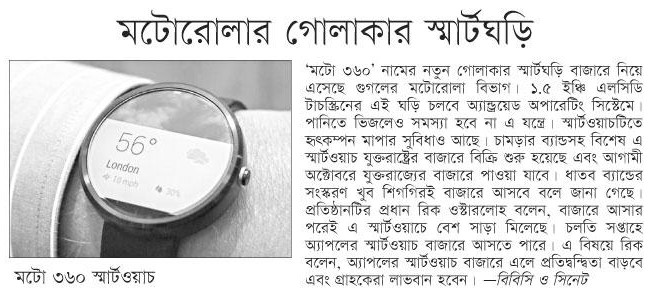 মটোরোলার গোলাকার স্মার্টঘড়ি
56°
London
10 mph
30%
মটো ৩৬০ স্মার্টওয়াচ
'মটো ৩৬০' নামের নতুন গোলাকার স্মার্টঘড়ি বাজারে নিয়ে
এসেছে গুগলের মটোরোলা বিভাগ। ১.৫ ইঞ্চি এলসিডি
টাচস্ক্রিনের এই ঘড়ি চলবে অ্যান্ড্রয়েড অপারেটিং সিস্টেমে।
পানিতে ভিজলেও সমস্যা হবে না এ যন্ত্রে। স্মার্টওয়াচটিতে
হৃৎকম্পন মাপার সুবিধাও আছে। চামড়ার ব্যান্ডসহ বিশেষ এ
স্মার্টওয়াচ যুক্তরাষ্ট্রের বাজারে বিক্রি শুরু হয়েছে এবং আগামী
অক্টোবরে যুক্তরাজ্যের বাজারে পাওয়া যাবে। ধাতব ব্যান্ডের
সংস্করণ খুব শিগগিরই বাজারে আসবে বলে জানা গেছে।
প্রতিষ্ঠানটির প্রধান রিক ওস্টারলোহ বলেন, বাজারে আসার
পরেই এ স্মার্টওয়াচে বেশ সাড়া মিলেছে। চলতি সপ্তাহে
অ্যাপলের স্মার্টওয়াচ বাজারে আসতে পারে। এ বিষয়ে রিক
বলেন, অ্যাপলের স্মার্টওয়াচ বাজারে এলে প্রতিদ্বন্দ্বিতা বাড়বে
এবং গ্রাহকেরা লাভবান হবেন। —বিবিসি ও সিনেট